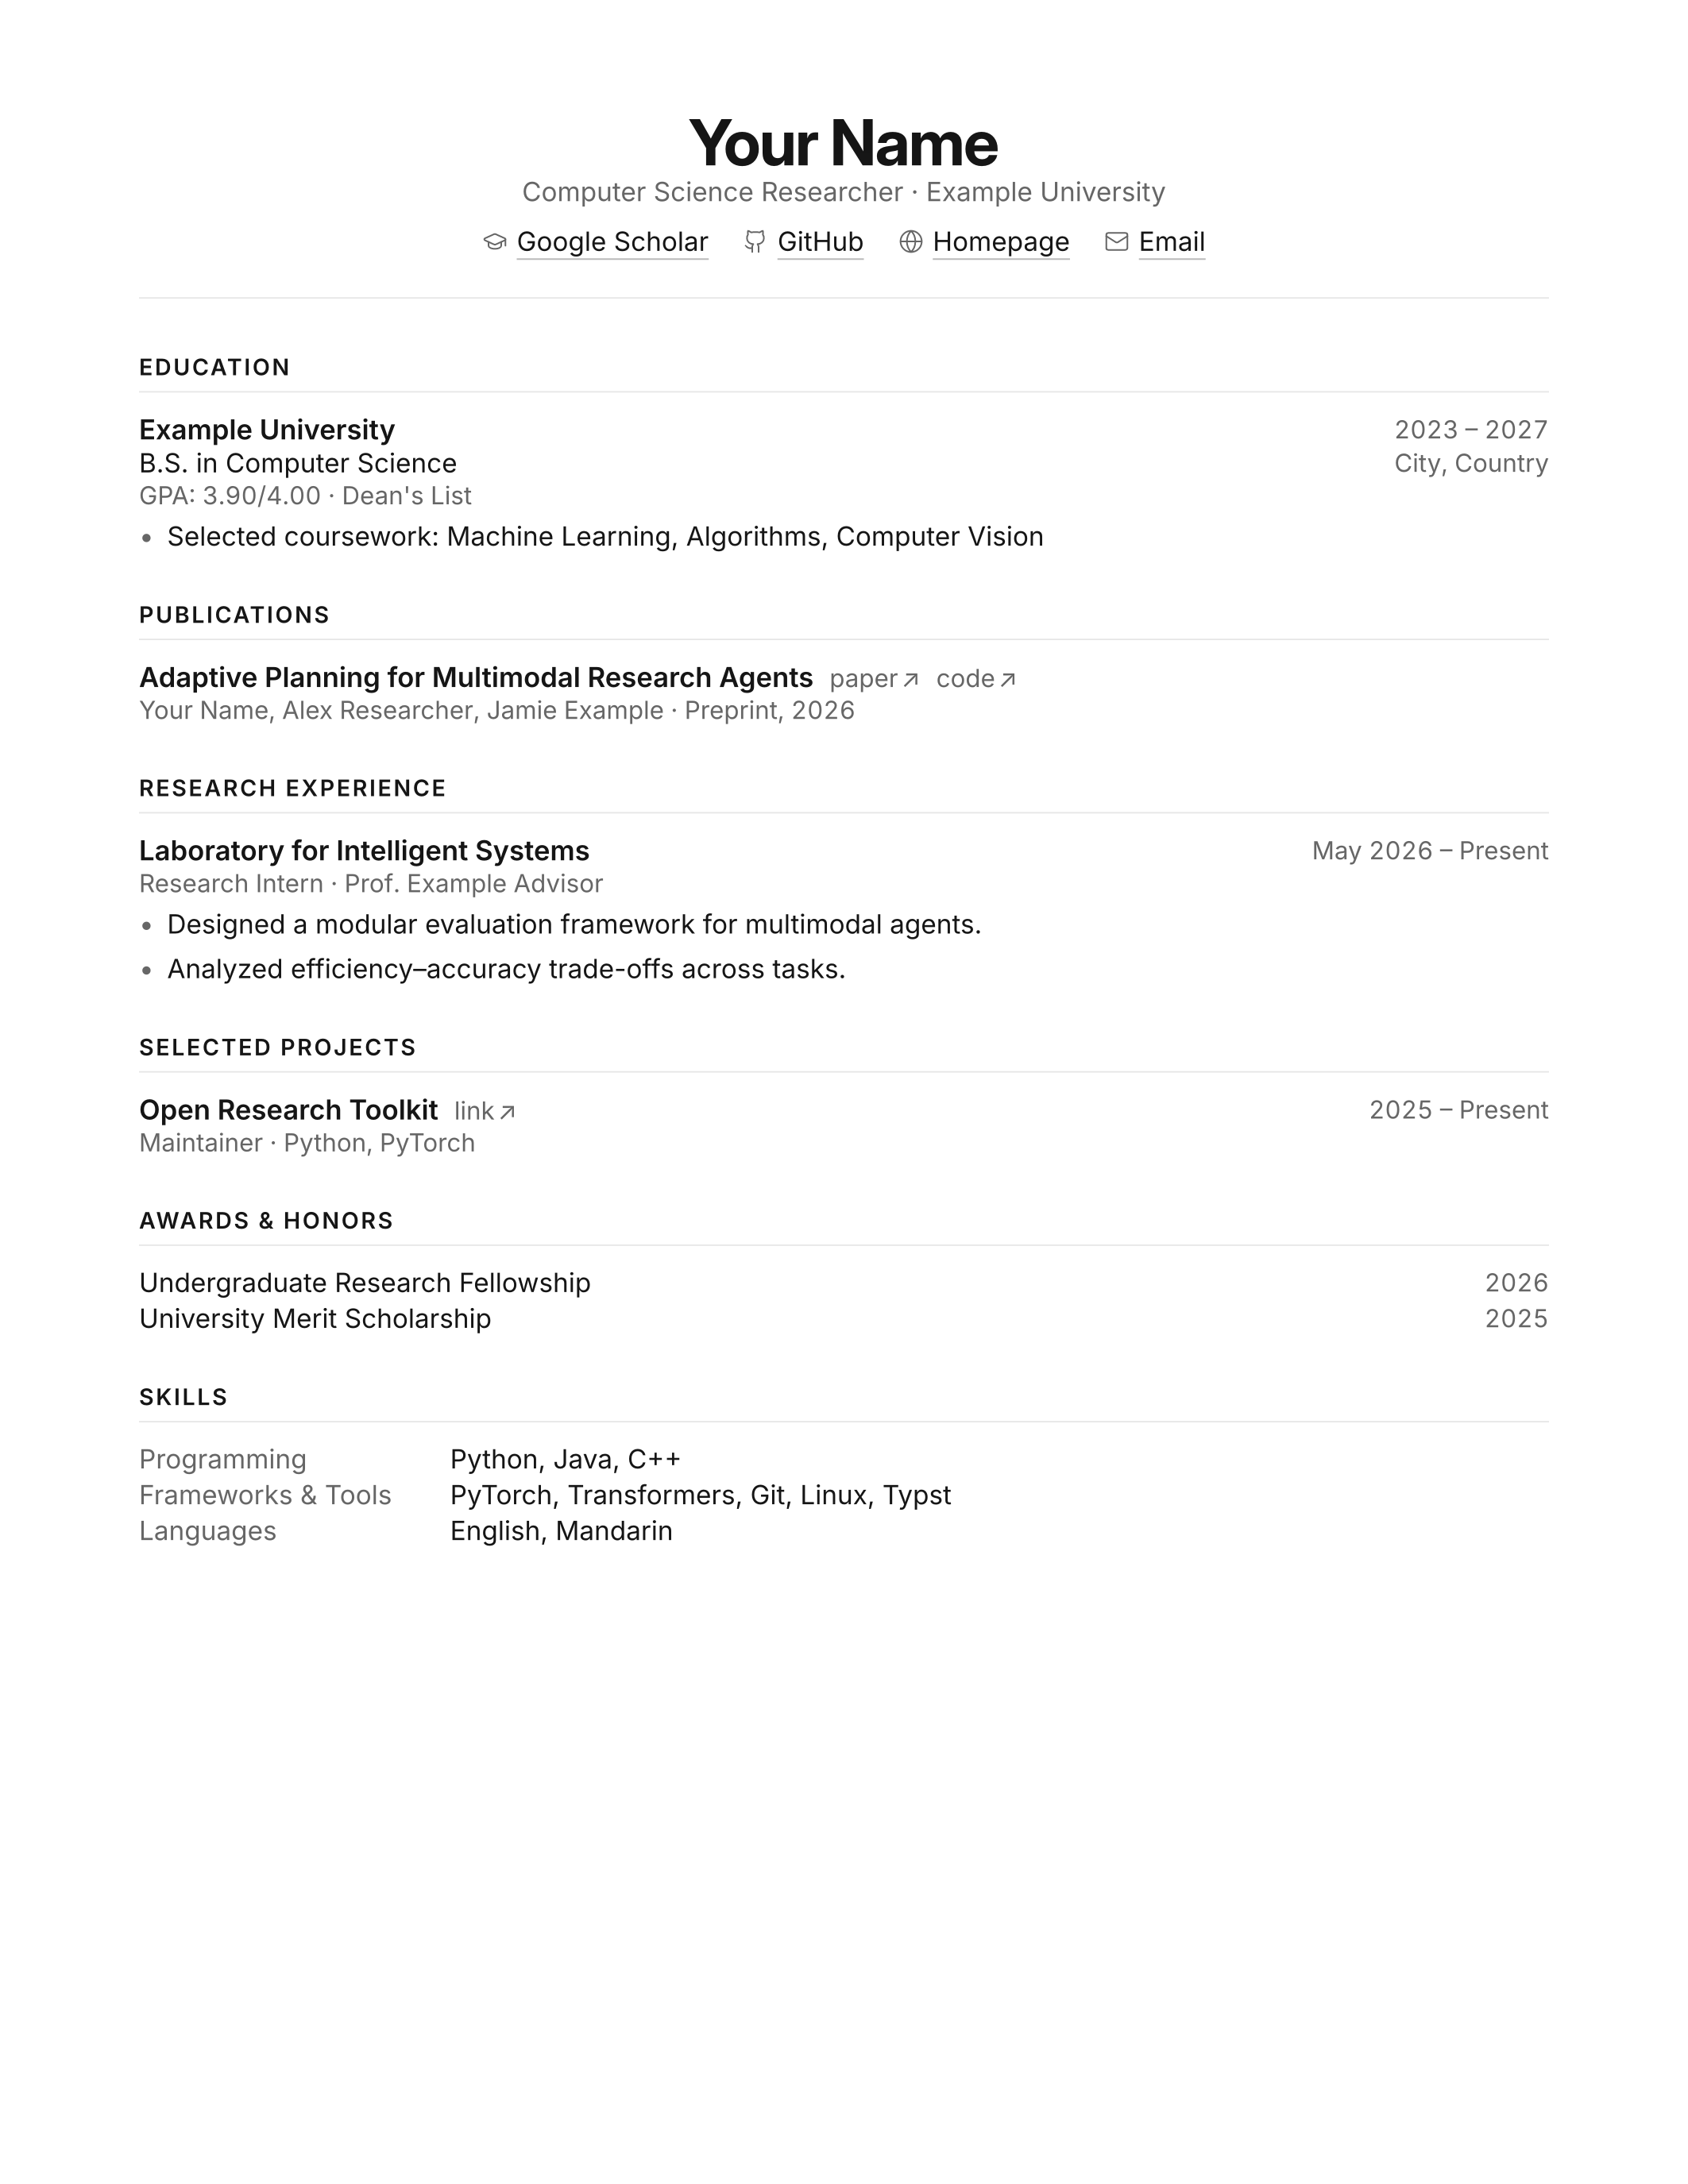 Your Name
Computer Science Researcher · Example University
Google Scholar GitHub Homepage Email
EDUCATION
Example University 2023 – 2027
B.S. in Computer Science City, Country
GPA: 3.90/4.00 · Dean's List
• Selected coursework: Machine Learning, Algorithms, Computer Vision
PUBLICATIONS
Adaptive Planning for Multimodal Research Agents paper↗ code↗
Your Name, Alex Researcher, Jamie Example · Preprint, 2026
RESEARCH EXPERIENCE
Laboratory for Intelligent Systems May 2026 – Present
Research Intern · Prof. Example Advisor
• Designed a modular evaluation framework for multimodal agents.
• Analyzed efficiency–accuracy trade-offs across tasks.
SELECTED PROJECTS
Open Research Toolkit link↗ 2025 – Present
Maintainer · Python, PyTorch
AWARDS & HONORS
Undergraduate Research Fellowship 2026
University Merit Scholarship 2025
SKILLS
Programming Python, Java, C++
Frameworks & Tools PyTorch, Transformers, Git, Linux, Typst
Languages English, Mandarin